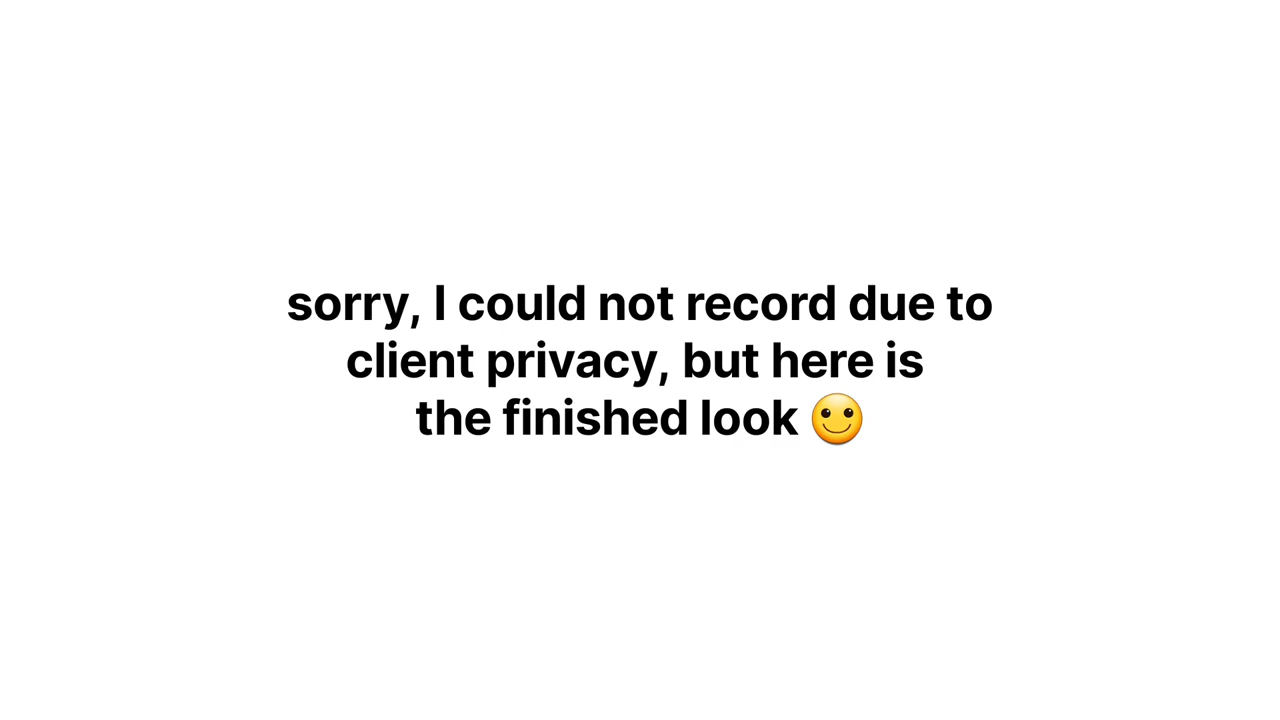 sorry, I could not record due to
client privacy, but here is
the finished look 🙂